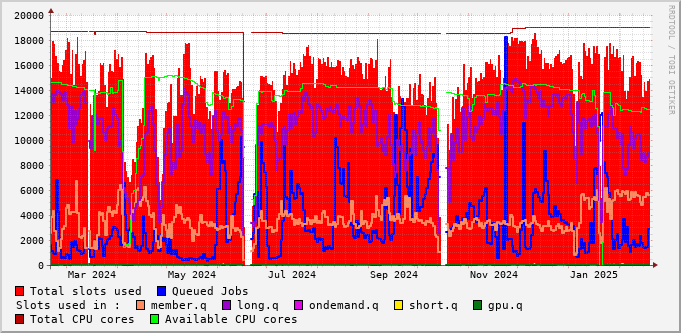 20000
18000
16000
14000
12000
10000
8000
6000
4000
2000
0
Mar 2024 May 2024 Jul 2024 Sep 2024 Nov 2024 Jan 2025
RRDTOOL / TOBI OETIKER
Total slots used Queued Jobs
Slots used in : member.q long.q ondemand.q short.q gpu.q
Total CPU cores Available CPU cores